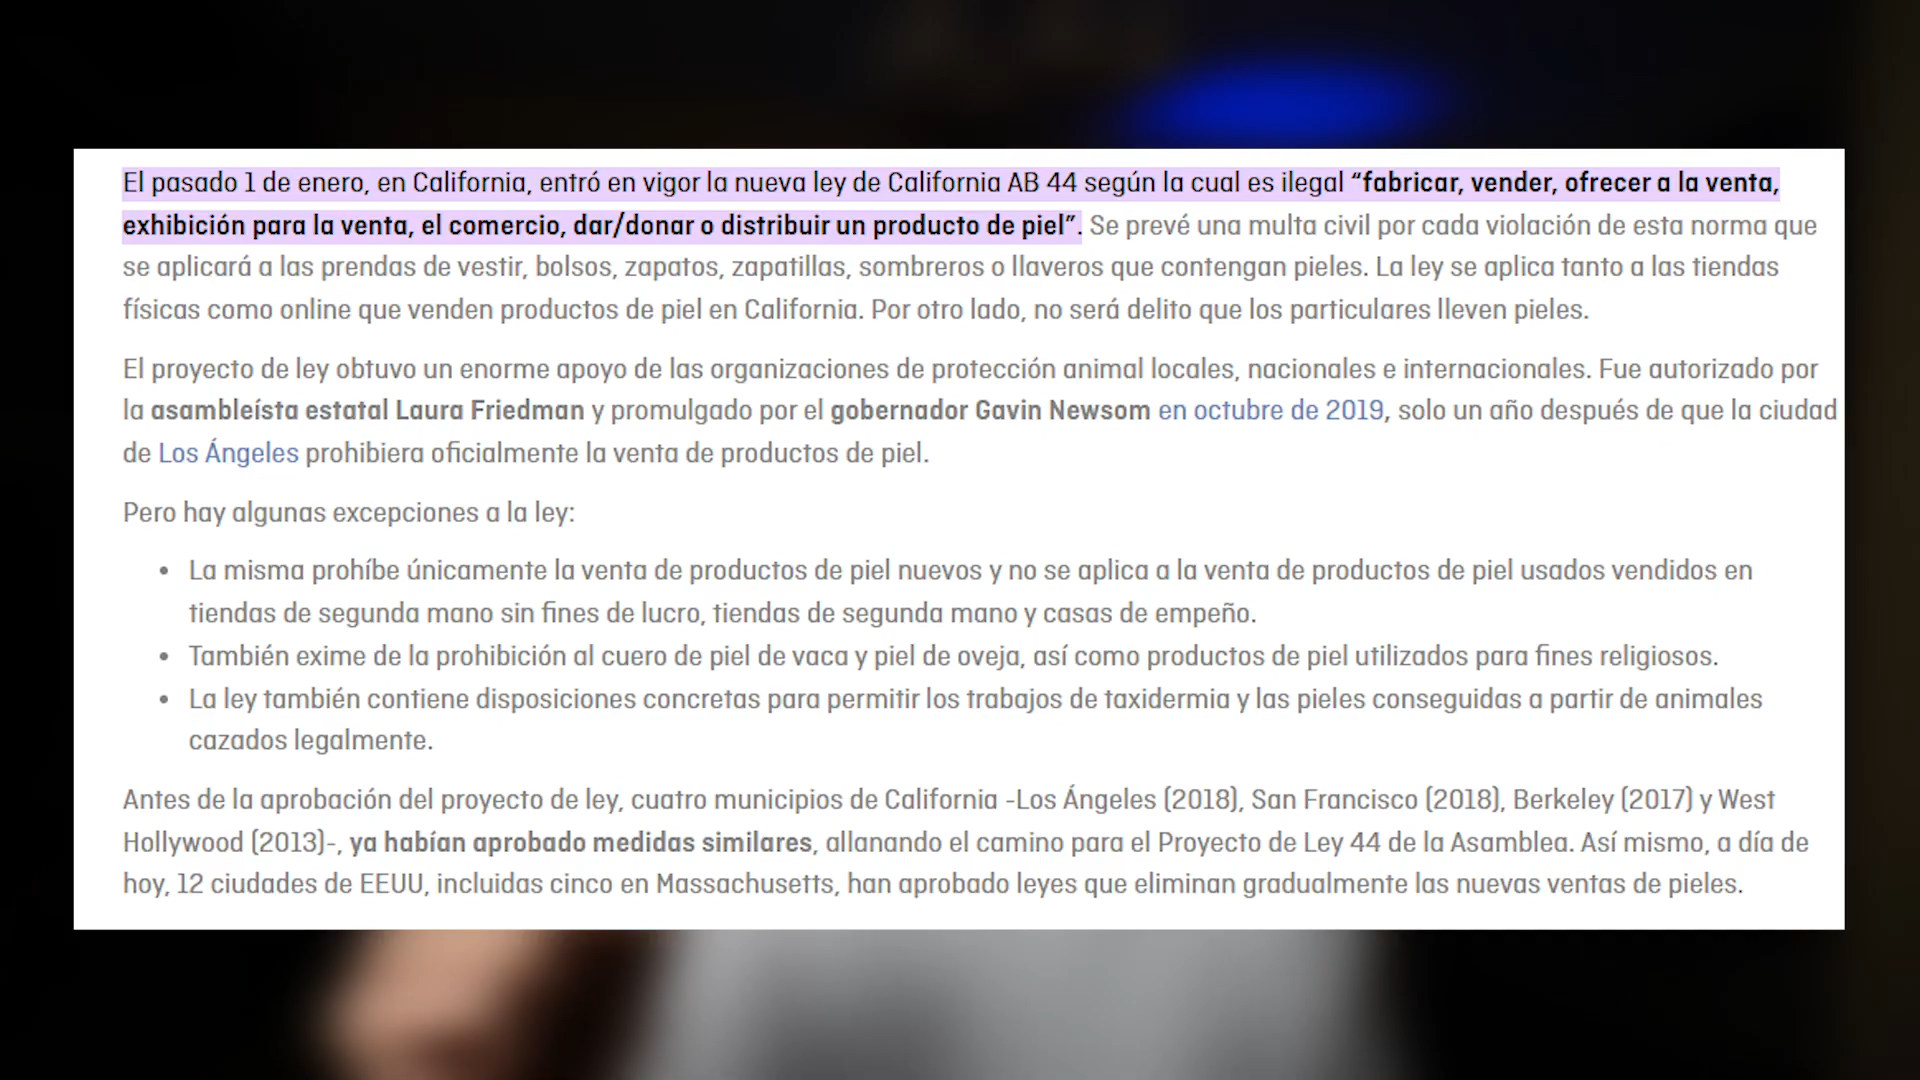 El pasado 1 de enero, en California, entró en vigor la nueva ley de California AB 44 según la cual es ilegal “fabricar, vender, ofrecer a la venta,
exhibición para la venta, el comercio, dar/donar o distribuir un producto de piel”. Se prevé una multa civil por cada violación de esta norma que
se aplicará a las prendas de vestir, bolsos, zapatos, zapatillas, sombreros o llaveros que contengan pieles. La ley se aplica tanto a las tiendas
físicas como online que venden productos de piel en California. Por otro lado, no será delito que los particulares lleven pieles.
El proyecto de ley obtuvo un enorme apoyo de las organizaciones de protección animal locales, nacionales e internacionales. Fue autorizado por
la asambleísta estatal Laura Friedman y promulgado por el gobernador Gavin Newsom en octubre de 2019, solo un año después de que la ciudad
de Los Ángeles prohibiera oficialmente la venta de productos de piel.
Pero hay algunas excepciones a la ley:
• La misma prohíbe únicamente la venta de productos de piel nuevos y no se aplica a la venta de productos de piel usados vendidos en
tiendas de segunda mano sin fines de lucro, tiendas de segunda mano y casas de empeño.
• También exime de la prohibición al cuero de piel de vaca y piel de oveja, así como productos de piel utilizados para fines religiosos.
• La ley también contiene disposiciones concretas para permitir los trabajos de taxidermia y las pieles conseguidas a partir de animales
cazados legalmente.
Antes de la aprobación del proyecto de ley, cuatro municipios de California -Los Ángeles (2018), San Francisco (2018), Berkeley (2017) y West
Hollywood (2013)-, ya habían aprobado medidas similares, allanando el camino para el Proyecto de Ley 44 de la Asamblea. Así mismo, a día de
hoy, 12 ciudades de EEUU, incluidas cinco en Massachusetts, han aprobado leyes que eliminan gradualmente las nuevas ventas de pieles.